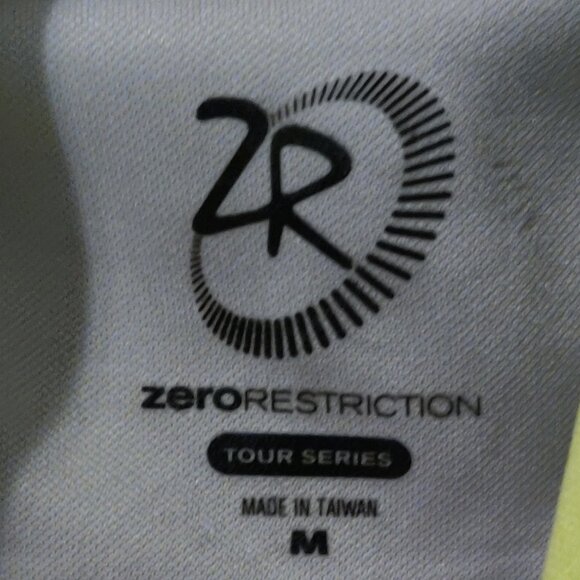 ZR
zeroRESTRICTION
TOUR SERIES
MADE IN TAIWAN
M